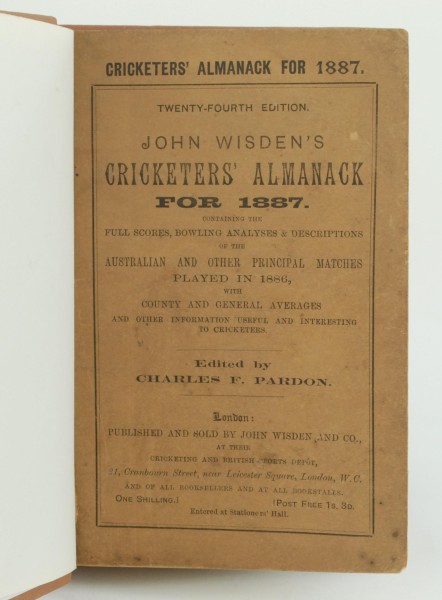 CRICKETERS' ALMANACK FOR 1887.
TWENTY-FOURTH EDITION.
JOHN WISDEN'S
CRICKETERS' ALMANACK
FOR 1887.
CONTAINING THE
FULL SCORES, BOWLING ANALYSES & DESCRIPTIONS
OF THE
AUSTRALIAN AND OTHER PRINCIPAL MATCHES
PLAYED IN 1886,
WITH
COUNTY AND GENERAL AVERAGES
AND OTHER INFORMATION USEFUL AND INTERESTING
TO CRICKETERS.
Edited by
CHARLES F. PARDON.
London:
PUBLISHED AND SOLD BY JOHN WISDEN AND CO.,
AT THEIR
CRICKETING AND BRITISH SPORTS DEPÔT,
21, Cranbourn Street, near Leicester Square, London, W.C.
AND OF ALL BOOKSELLERS AND AT ALL BOOKSTALLS.
ONE SHILLING.] [POST FREE 1S. 3D.
Entered at Stationers' Hall.